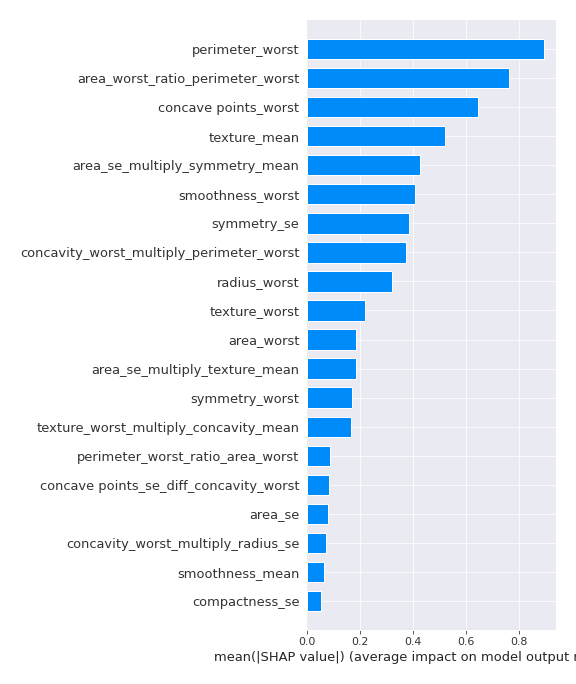 perimeter_worst
area_worst_ratio_perimeter_worst
concave points_worst
texture_mean
area_se_multiply_symmetry_mean
smoothness_worst
symmetry_se
concavity_worst_multiply_perimeter_worst
radius_worst
texture_worst
area_worst
area_se_multiply_texture_mean
symmetry_worst
texture_worst_multiply_concavity_mean
perimeter_worst_ratio_area_worst
concave points_se_diff_concavity_worst
area_se
concavity_worst_multiply_radius_se
smoothness_mean
compactness_se
0.0 0.2 0.4 0.6 0.8
mean(|SHAP value|) (average impact on model output